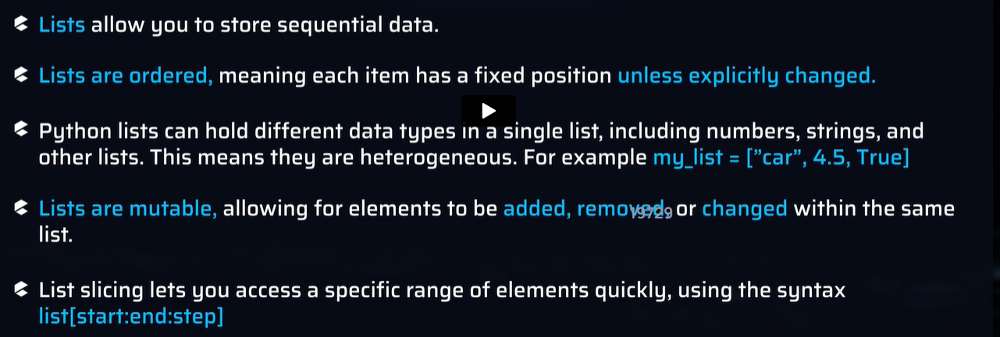 Lists allow you to store sequential data.
Lists are ordered, meaning each item has a fixed position unless explicitly changed.
Python lists can hold different data types in a single list, including numbers, strings, and
other lists. This means they are heterogeneous. For example my_list = [”car”, 4.5, True]
Lists are mutable, allowing for elements to be added, removed, or changed within the same
list.
19729
List slicing lets you access a specific range of elements quickly, using the syntax
list[start:end:step]